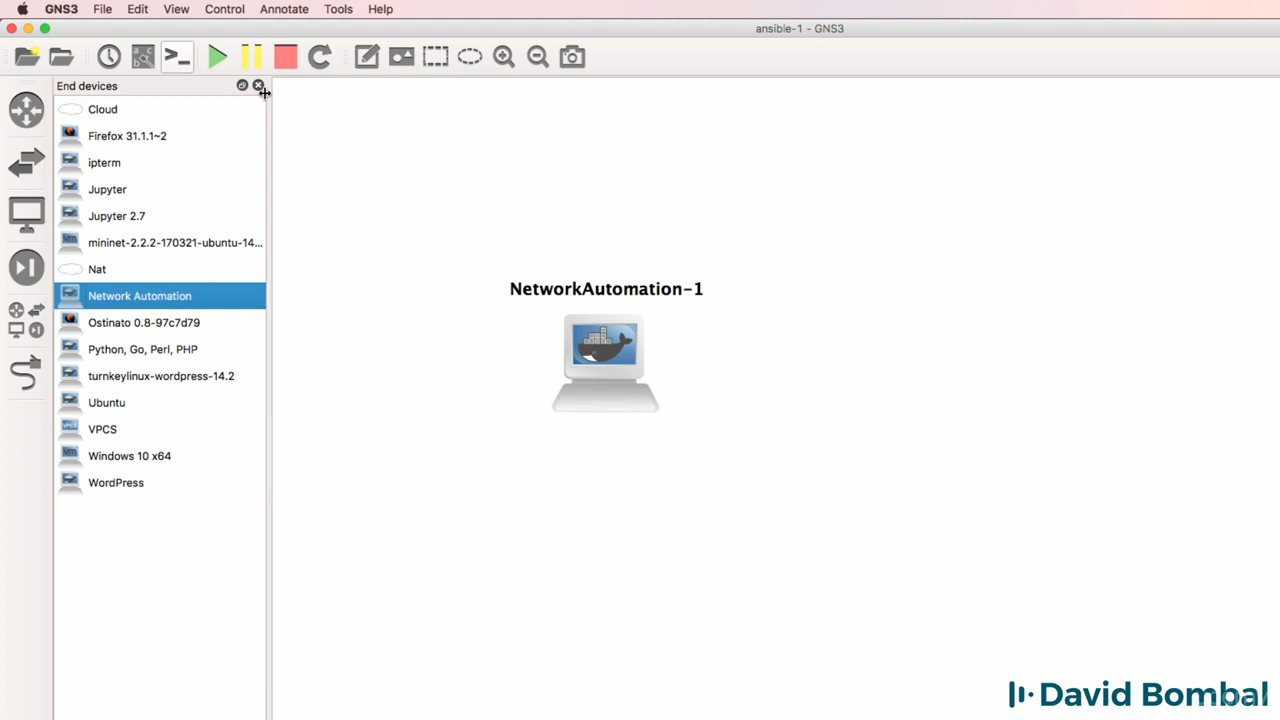 GNS3 File Edit View Control Annotate Tools Help
ansible-1 - GNS3
End devices
Cloud
Firefox 31.1.1~2
ipterm
Jupyter
Jupyter 2.7
mininet-2.2.2-170321-ubuntu-14...
Nat
Network Automation
Ostinato 0.8-97c7d79
Python, Go, Perl, PHP
turnkeylinux-wordpress-14.2
Ubuntu
VPCS
Windows 10 x64
WordPress
NetworkAutomation-1
David Bombal